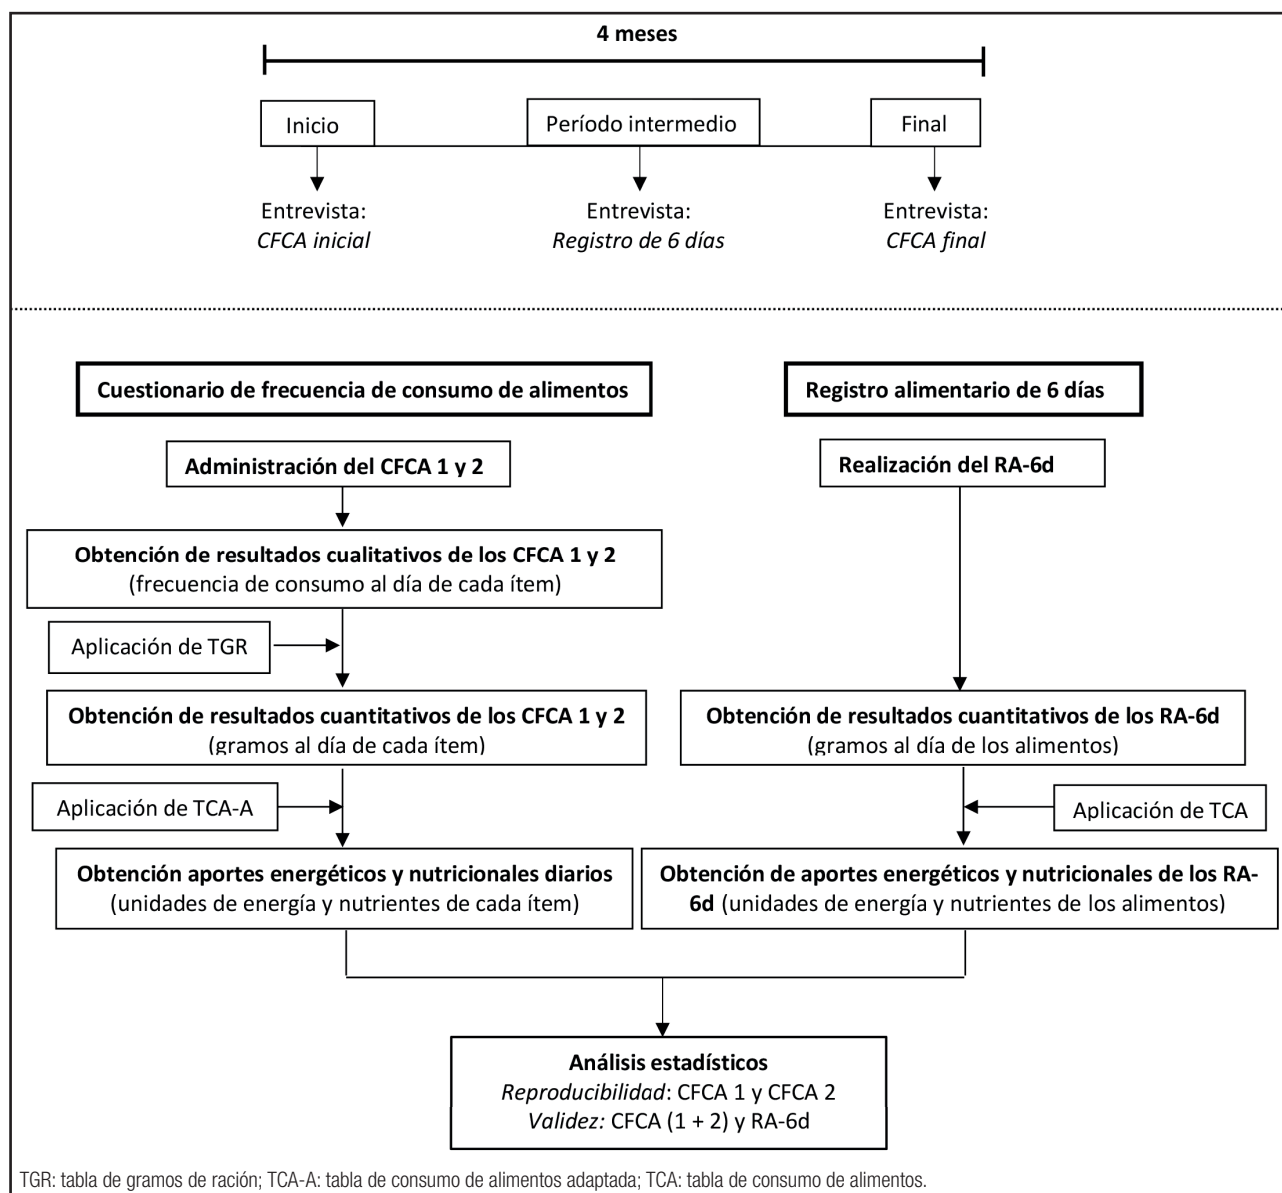 4 meses
Inicio
Período intermedio
Final
Entrevista:
CFCA inicial
Entrevista:
Registro de 6 días
Entrevista:
CFCA final
Cuestionario de frecuencia de consumo de alimentos
Administración del CFCA 1 y 2
Obtención de resultados cualitativos de los CFCA 1 y 2
(frecuencia de consumo al día de cada ítem)
Aplicación de TGR
Obtención de resultados cuantitativos de los CFCA 1 y 2
(gramos al día de cada ítem)
Aplicación de TCA-A
Obtención aportes energéticos y nutricionales diarios
(unidades de energía y nutrientes de cada ítem)
Registro alimentario de 6 días
Realización del RA-6d
Obtención de resultados cuantitativos de los RA-6d
(gramos al día de los alimentos)
Aplicación de TCA
Obtención de aportes energéticos y nutricionales de los RA-
6d (unidades de energía y nutrientes de los alimentos)
Análisis estadísticos
Reproducibilidad: CFCA 1 y CFCA 2
Validez: CFCA (1 + 2) y RA-6d
TGR: tabla de gramos de ración; TCA-A: tabla de consumo de alimentos adaptada; TCA: tabla de consumo de alimentos.